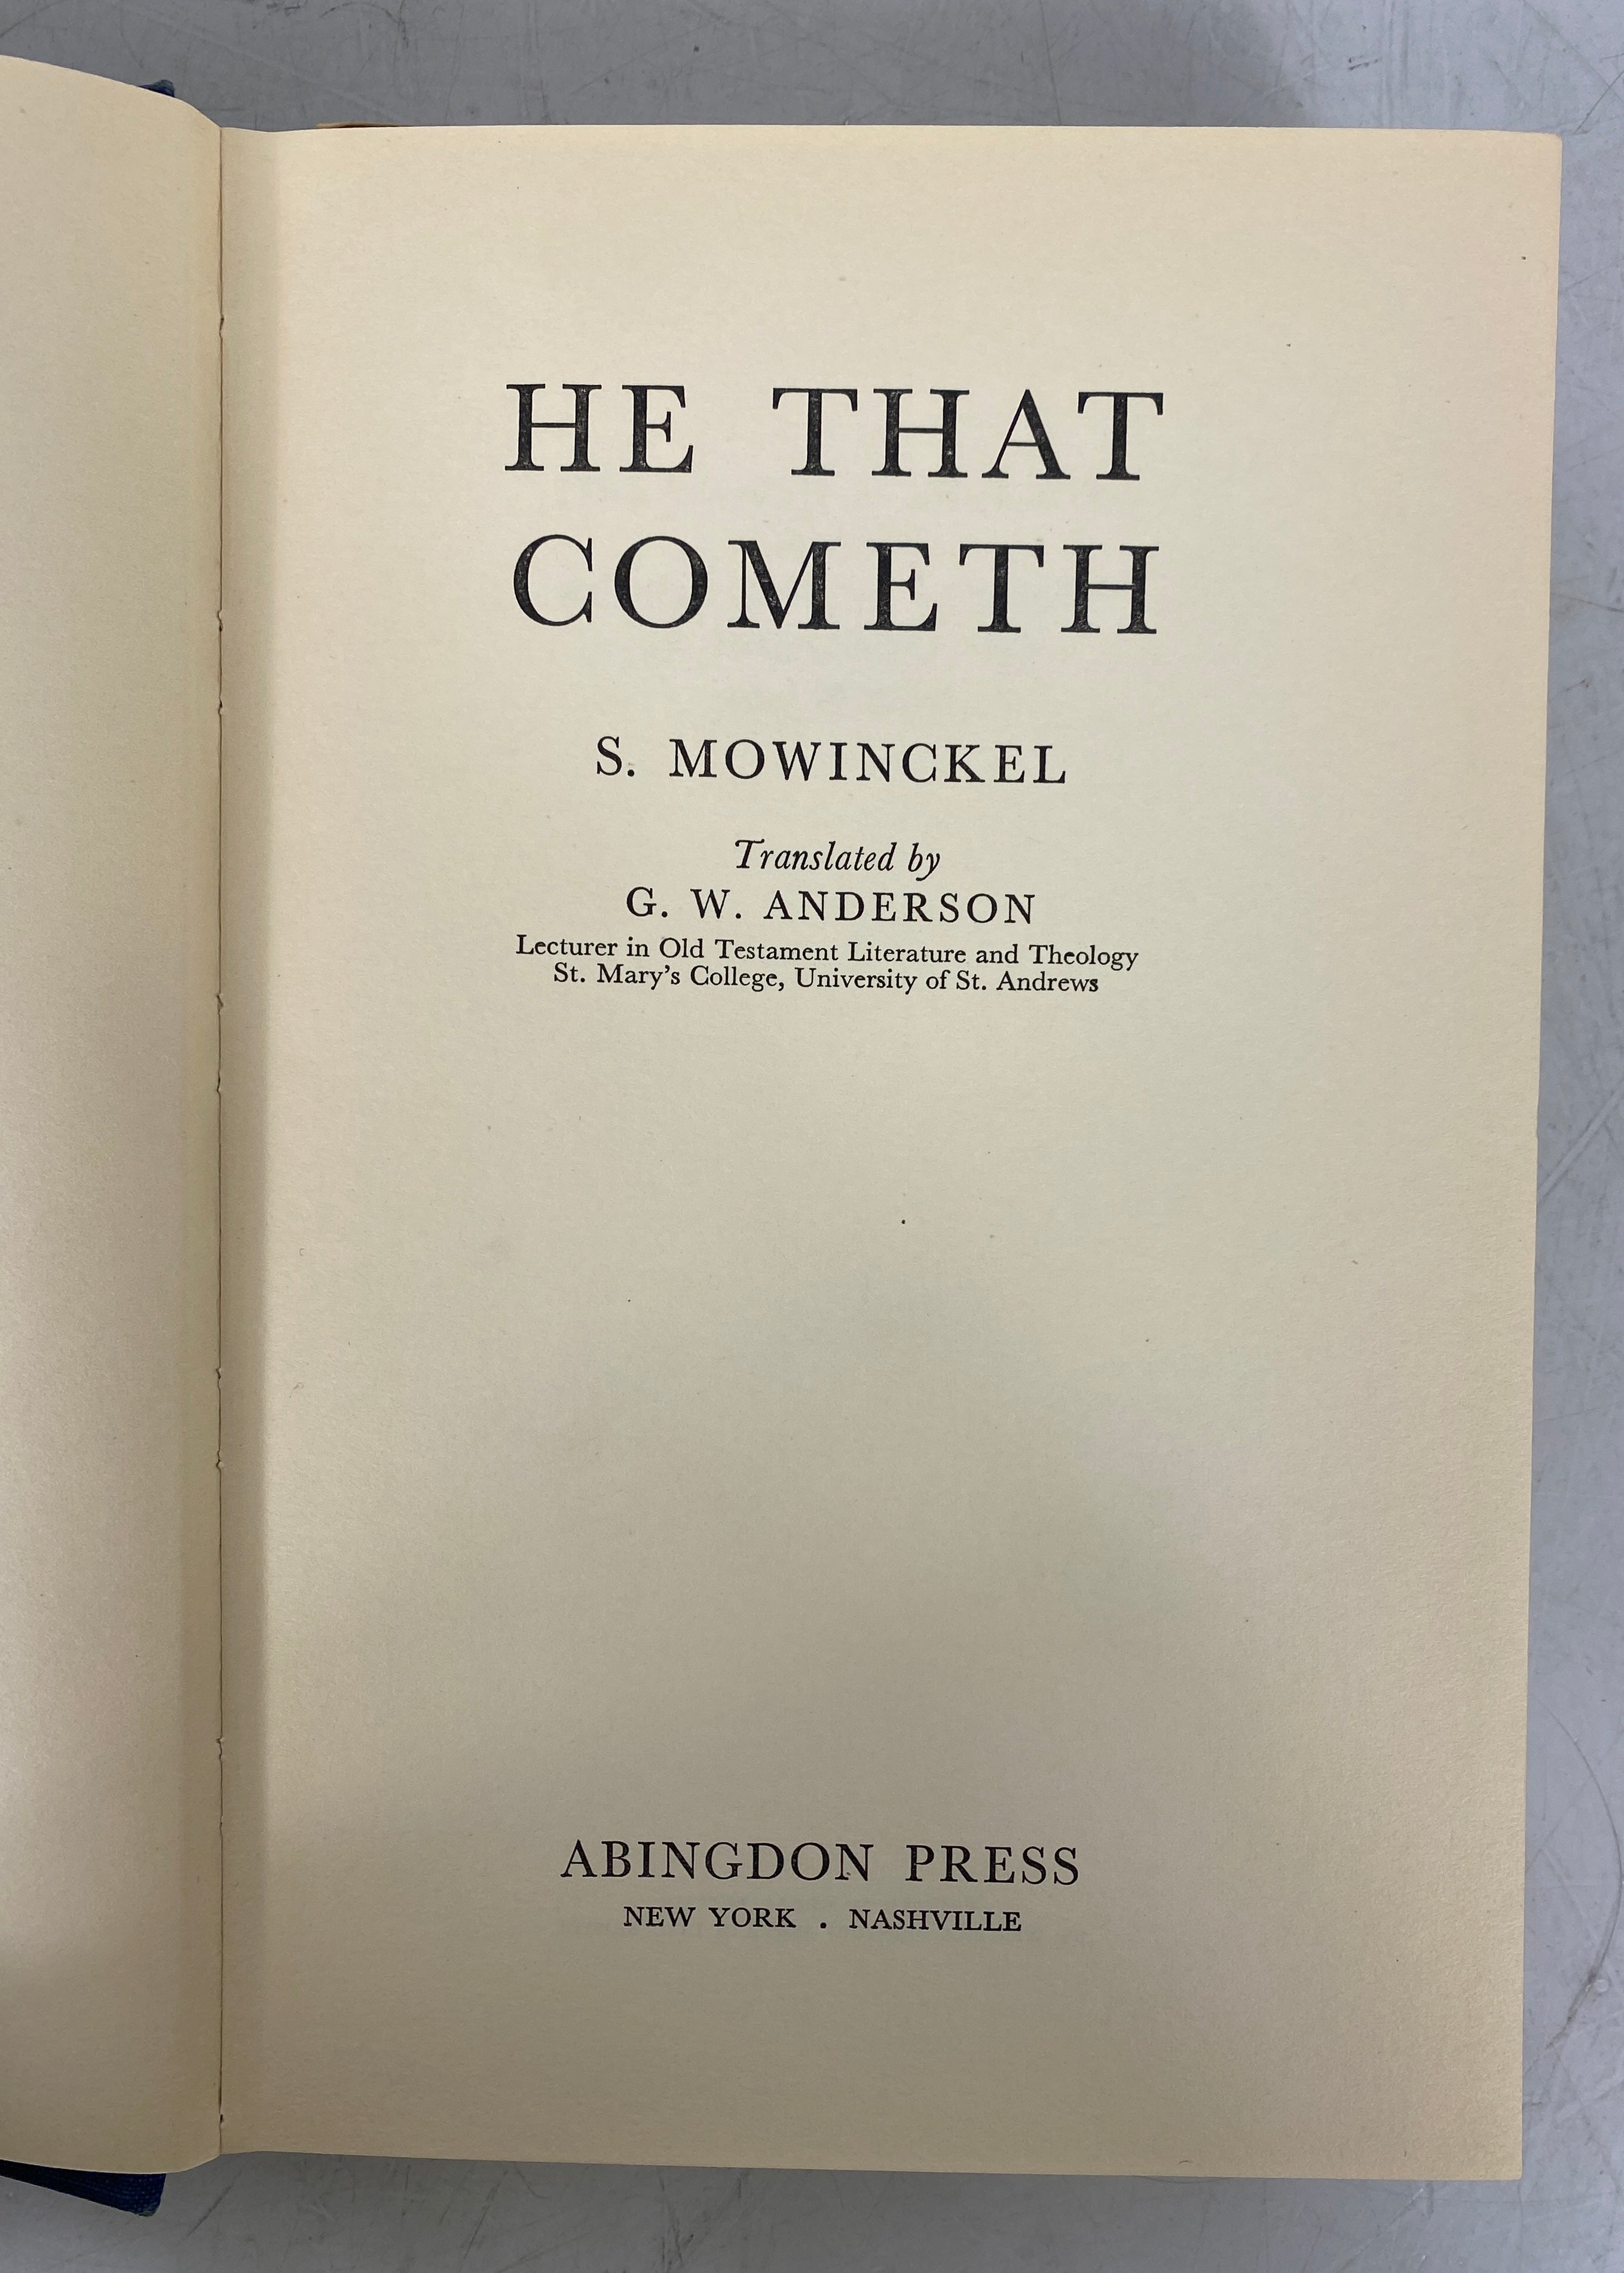 HE THAT
COMETH
S. MOWINCKEL
Translated by
G. W. ANDERSON
Lecturer in Old Testament Literature and Theology
St. Mary's College, University of St. Andrews
ABINGDON PRESS
NEW YORK . NASHVILLE